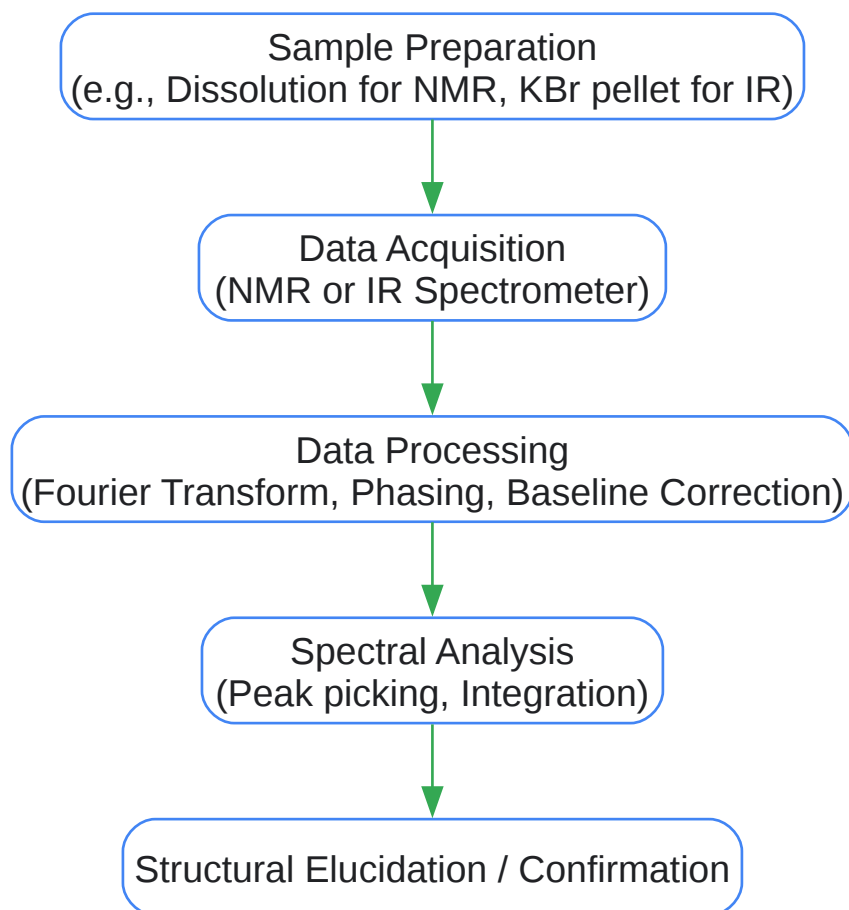 Sample Preparation
(e.g., Dissolution for NMR, KBr pellet for IR)
Data Acquisition
(NMR or IR Spectrometer)
Data Processing
(Fourier Transform, Phasing, Baseline Correction)
Spectral Analysis
(Peak picking, Integration)
Structural Elucidation / Confirmation